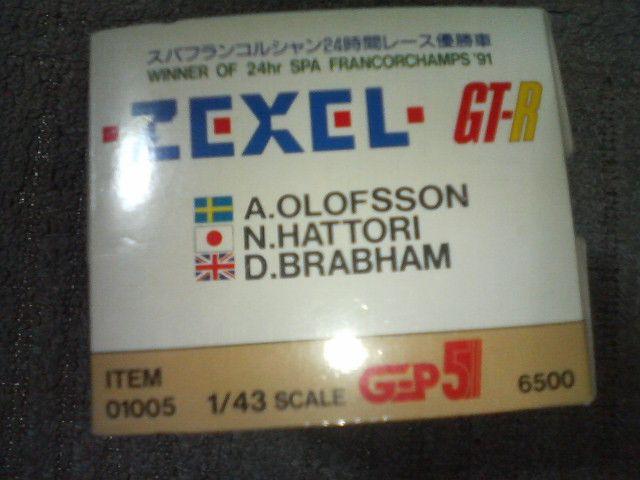 スパフランコルシャン24時間レース優勝車
WINNER OF 24hr SPA FRANCORCHAMPS '91
ZEXEL GT-R
A.OLOFSSON
N.HATTORI
D.BRABHAM
ITEM
01005 1/43 SCALE GEP51 6500